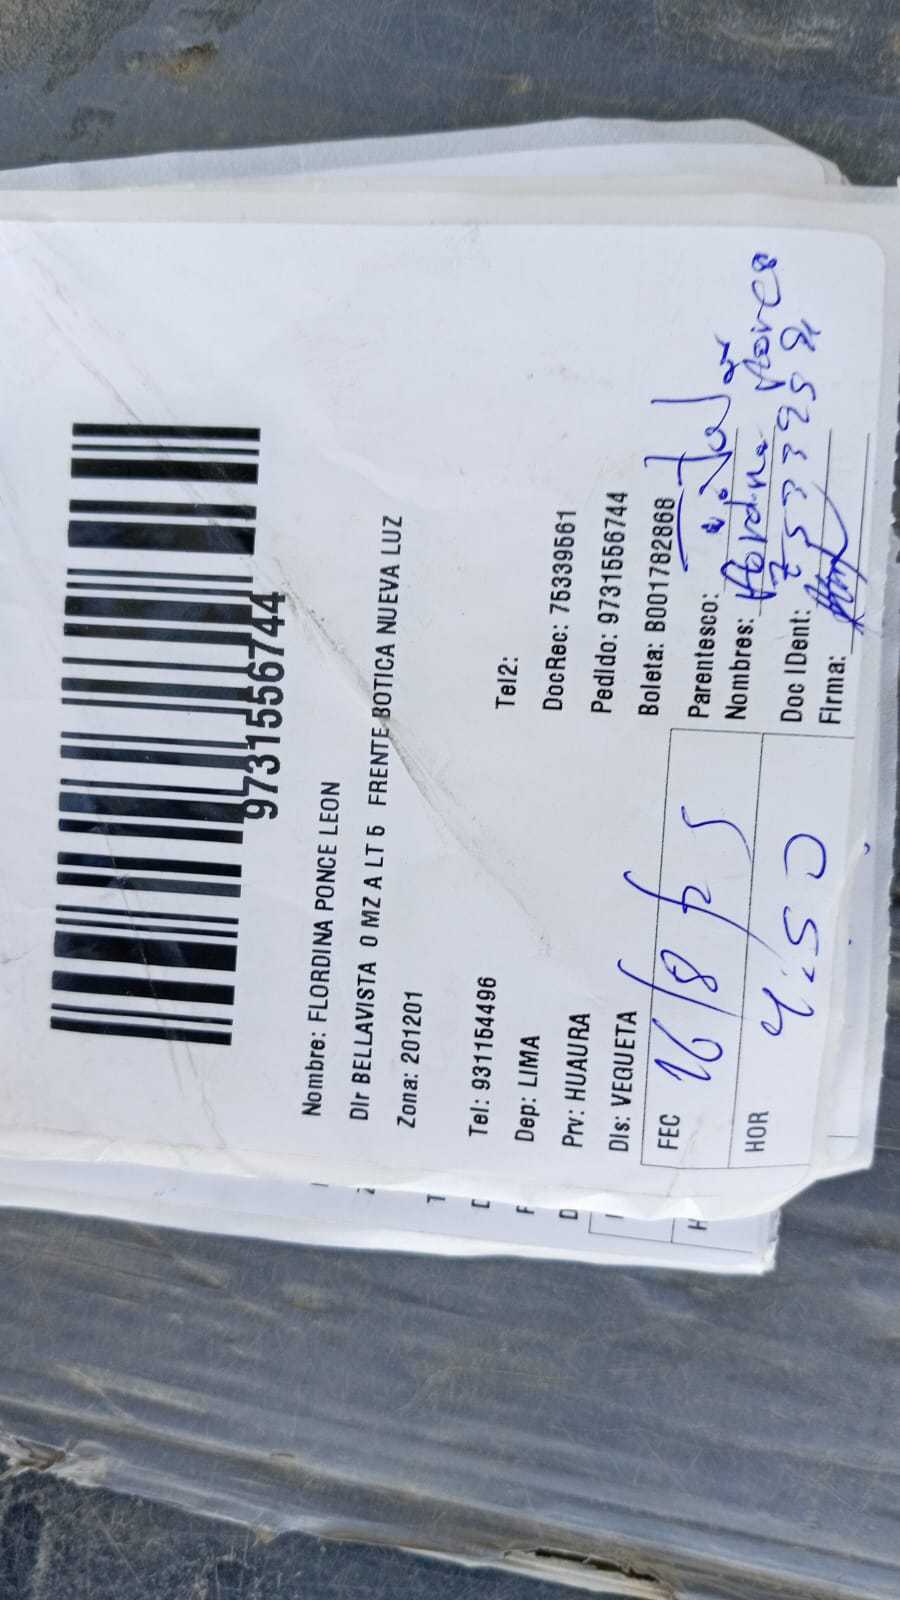 9731556744
Nombre: FLORDINA PONCE LEON
DIr BELLAVISTA 0 MZ A LT 5 FRENTE BOTICA NUEVA LUZ
Zona: 201201
Tel: 931154496 Tel2:
Dep: LIMA DocRec: 75339561
Prv: HUAURA Pedido: 9731556744
Dis: VEQUETA Boleta: B001782868
FEC 16/8/25 Parentesco:
Nombres:
HOR 4:50 Doc IDent:
Firma: